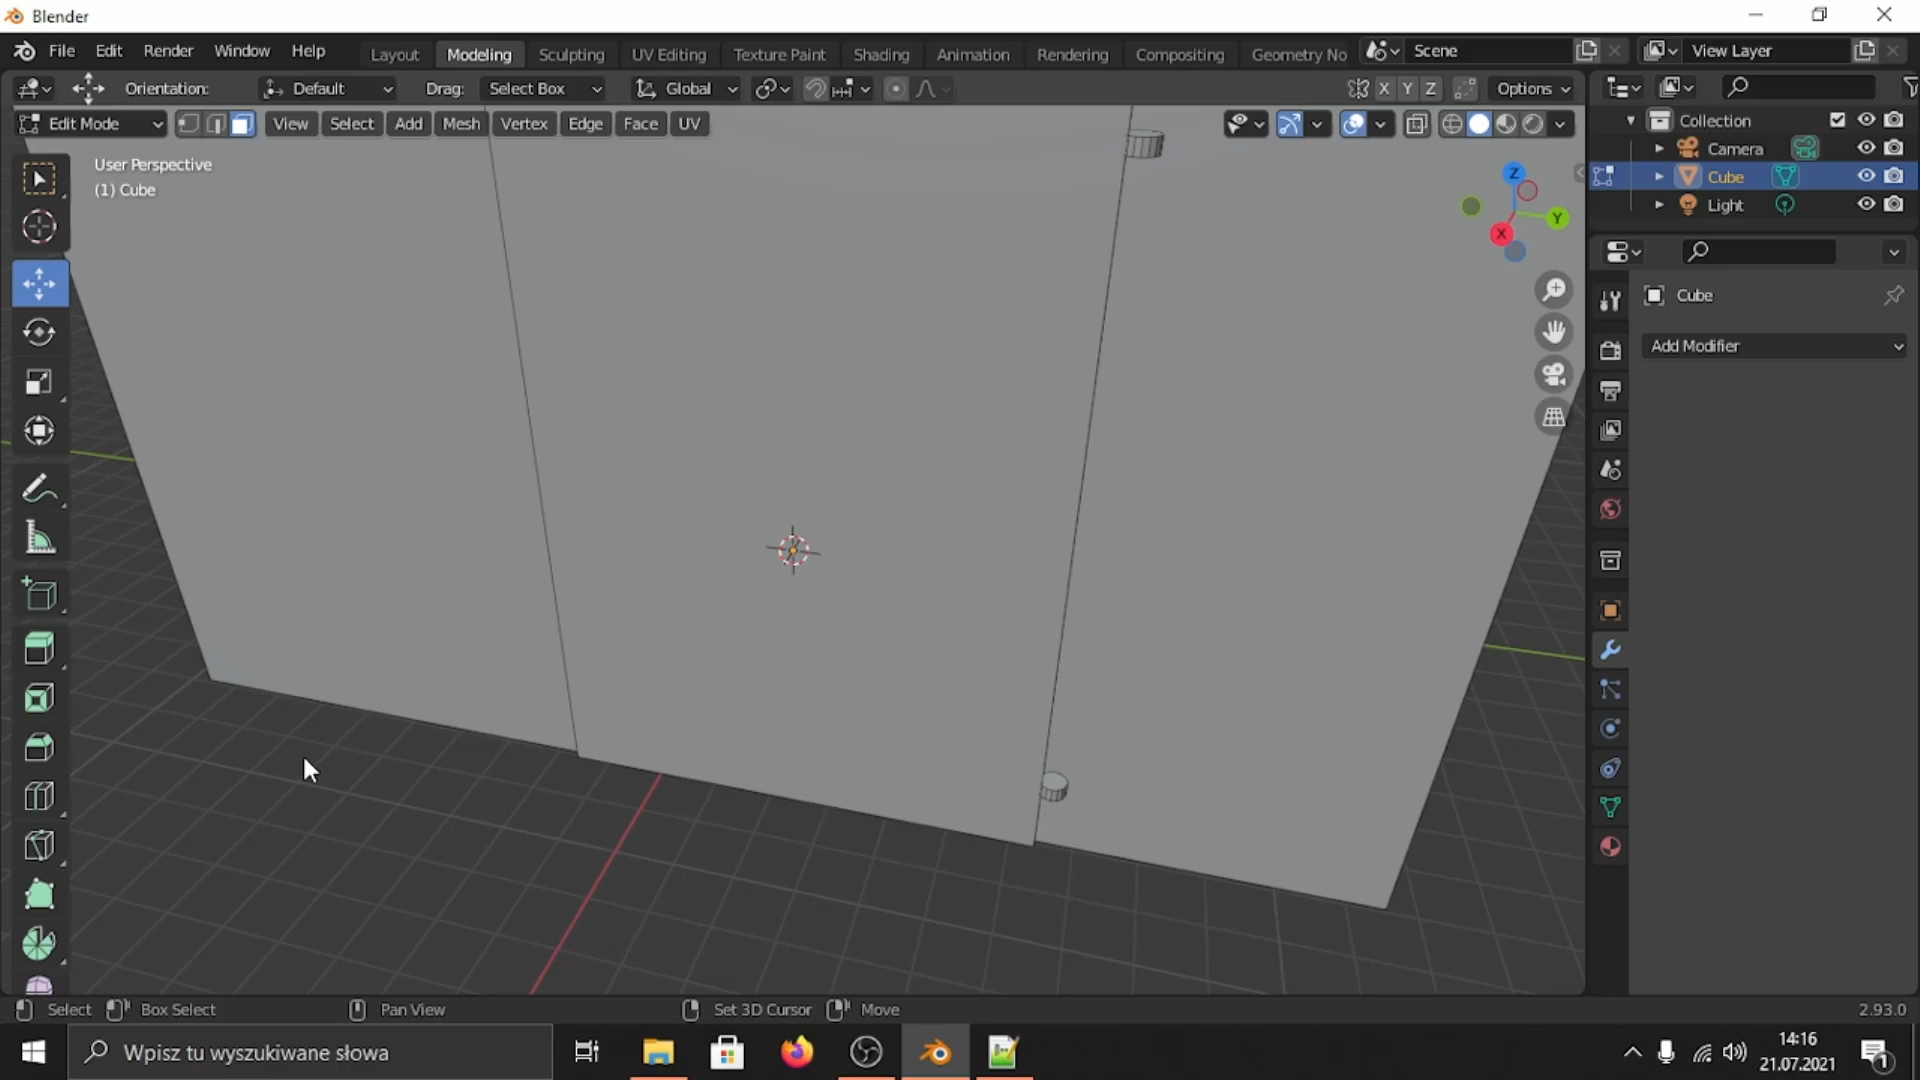 Blender
File Edit Render Window Help Layout Modeling Sculpting UV Editing Texture Paint Shading Animation Rendering Compositing Geometry No Scene View Layer
Orientation: Default Drag: Select Box Global X Y Z Options
Edit Mode View Select Add Mesh Vertex Edge Face UV
Collection
Camera
Cube
Light
User Perspective
(1) Cube
Z
Y
X
Cube
Add Modifier
Select Box Select Pan View Set 3D Cursor Move 2.93.0
Wpisz tu wyszukiwane słowa
14:16
21.07.2021
1